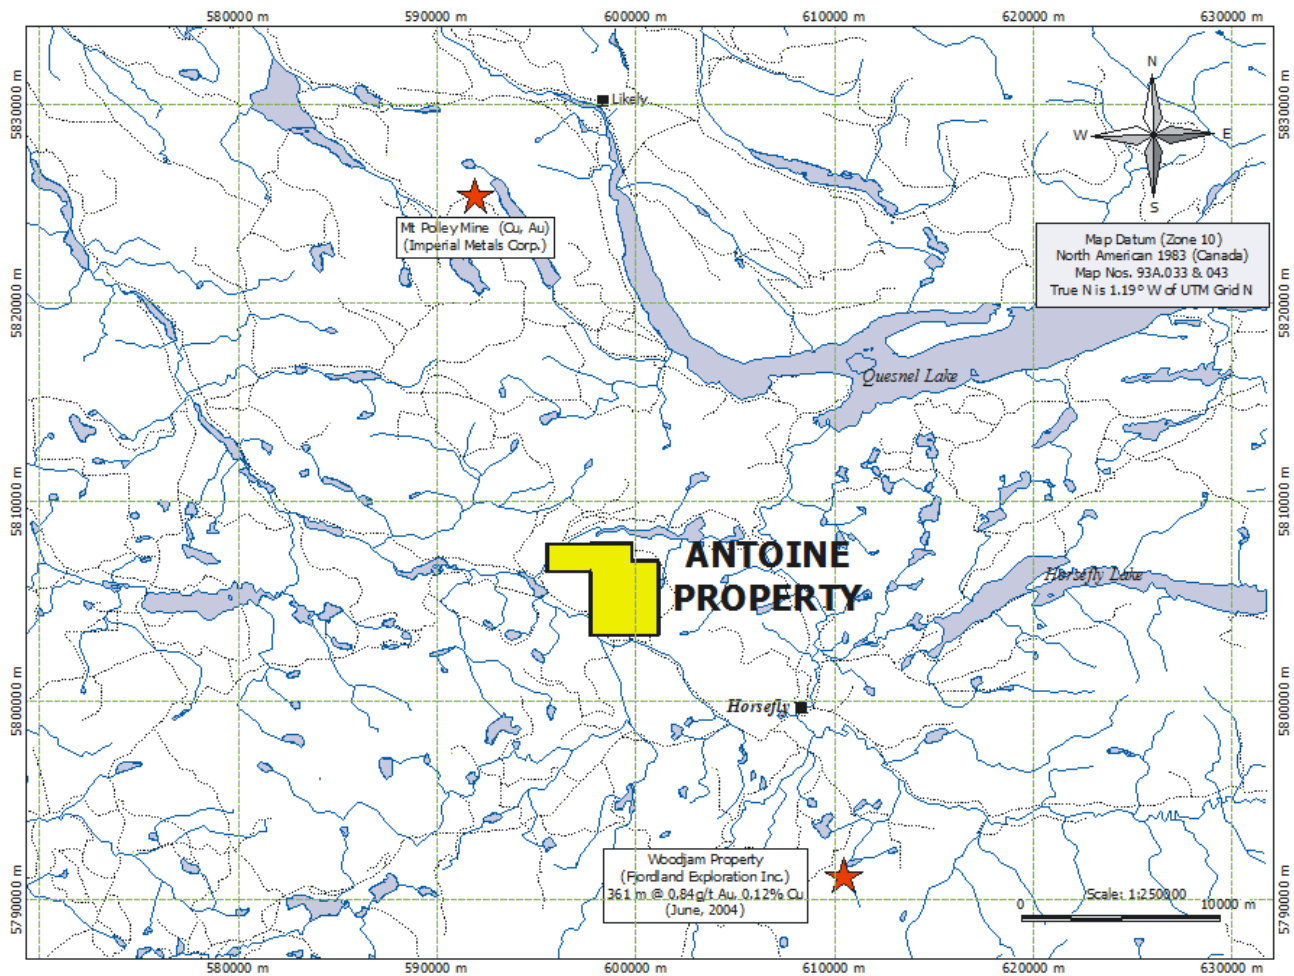 580000 m 590000 m 600000 m 610000 m 620000 m 630000 m
5830000 m
5830000 m
Likely
N
W E
S
Mt Polley Mine (Cu, Au)
(Imperial Metals Corp.)
Map Datum (Zone 10)
North American 1983 (Canada)
Map Nos. 93A.033 & 043
True N is 1.19° W of UTM Grid N
5820000 m
5820000 m
Quesnel Lake
5810000 m
5810000 m
ANTOINE
PROPERTY
Horsefly Lake
5800000 m
5800000 m
Horsefly
Woodjam Property
(Fjordland Exploration Inc.)
361 m @ 0.84g/t Au, 0.12% Cu
(June, 2004)
Scale: 1:250000
0 10000 m
5790000 m
5790000 m
580000 m 590000 m 600000 m 610000 m 620000 m 630000 m